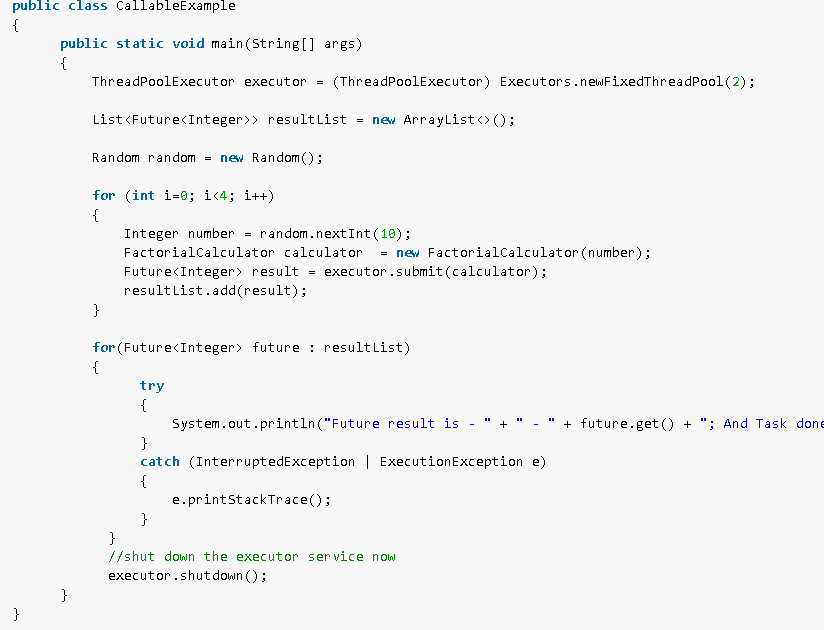 public class CallableExample
{
public static void main(String[] args)
{
ThreadPoolExecutor executor = (ThreadPoolExecutor) Executors.newFixedThreadPool(2);
List<Future<Integer>> resultList = new ArrayList<>();
Random random = new Random();
for (int i=0; i<4; i++)
{
Integer number = random.nextInt(10);
FactorialCalculator calculator  = new FactorialCalculator(number);
Future<Integer> result = executor.submit(calculator);
resultList.add(result);
}
for(Future<Integer> future : resultList)
{
try
{
System.out.println("Future result is - " + " - " + future.get() + "; And Task done
}
catch (InterruptedException | ExecutionException e)
{
e.printStackTrace();
}
}
//shut down the executor service now
executor.shutdown();
}
}